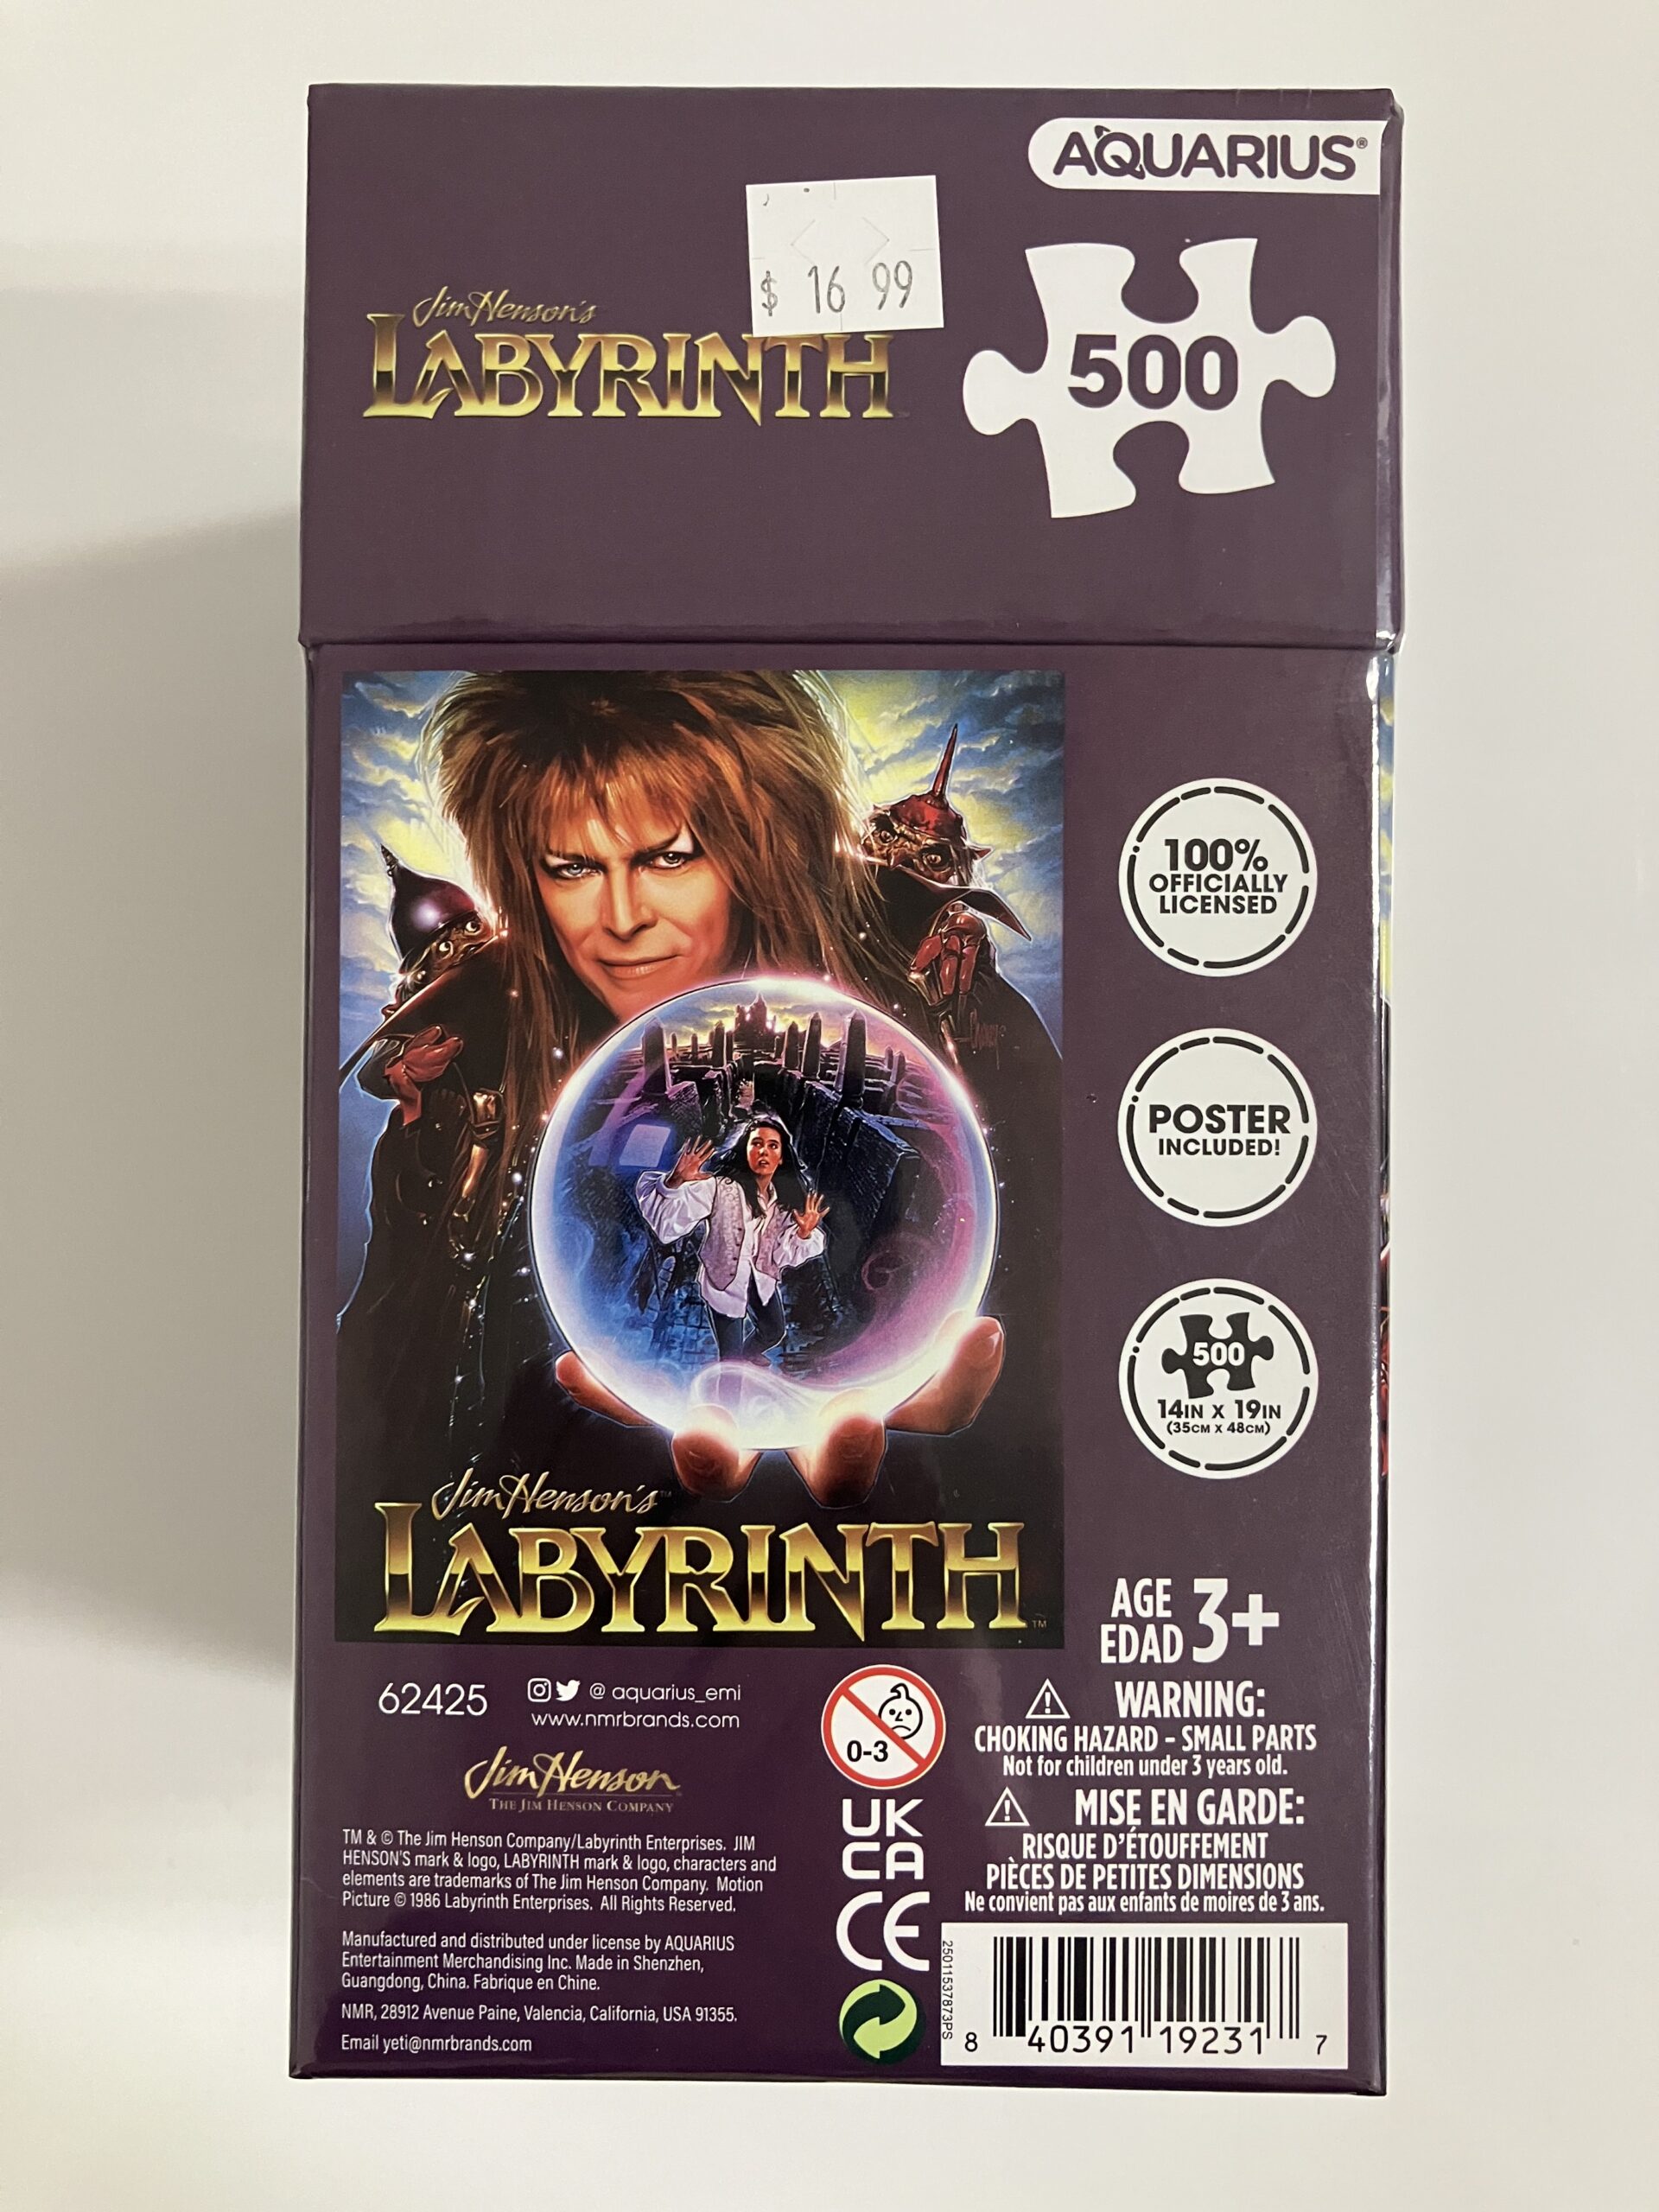 AQUARIUS®
$ 16 99
Jim Henson's
LABYRINTH
500
100%
OFFICIALLY
LICENSED
POSTER
INCLUDED!
500
14IN X 19IN
(35CM X 48CM)
Jim Henson's™
LABYRINTH™
AGE
EDAD 3+
62425
@ aquarius_emi
www.nmrbrands.com
Jim Henson
THE JIM HENSON COMPANY
TM & © The Jim Henson Company/Labyrinth Enterprises. JIM
HENSON'S mark & logo, LABYRINTH mark & logo, characters and
elements are trademarks of The Jim Henson Company. Motion
Picture © 1986 Labyrinth Enterprises. All Rights Reserved.
Manufactured and distributed under license by AQUARIUS
Entertainment Merchandising Inc. Made in Shenzhen,
Guangdong, China. Fabrique en Chine.
NMR, 28912 Avenue Paine, Valencia, California, USA 91355.
Email yeti@nmrbrands.com
0-3
UK
CA
CE
WARNING:
CHOKING HAZARD - SMALL PARTS
Not for children under 3 years old.
MISE EN GARDE:
RISQUE D'ÉTOUFFEMENT
PIÈCES DE PETITES DIMENSIONS
Ne convient pas aux enfants de moires de 3 ans.
25011537873PS
8 40391 19231 7